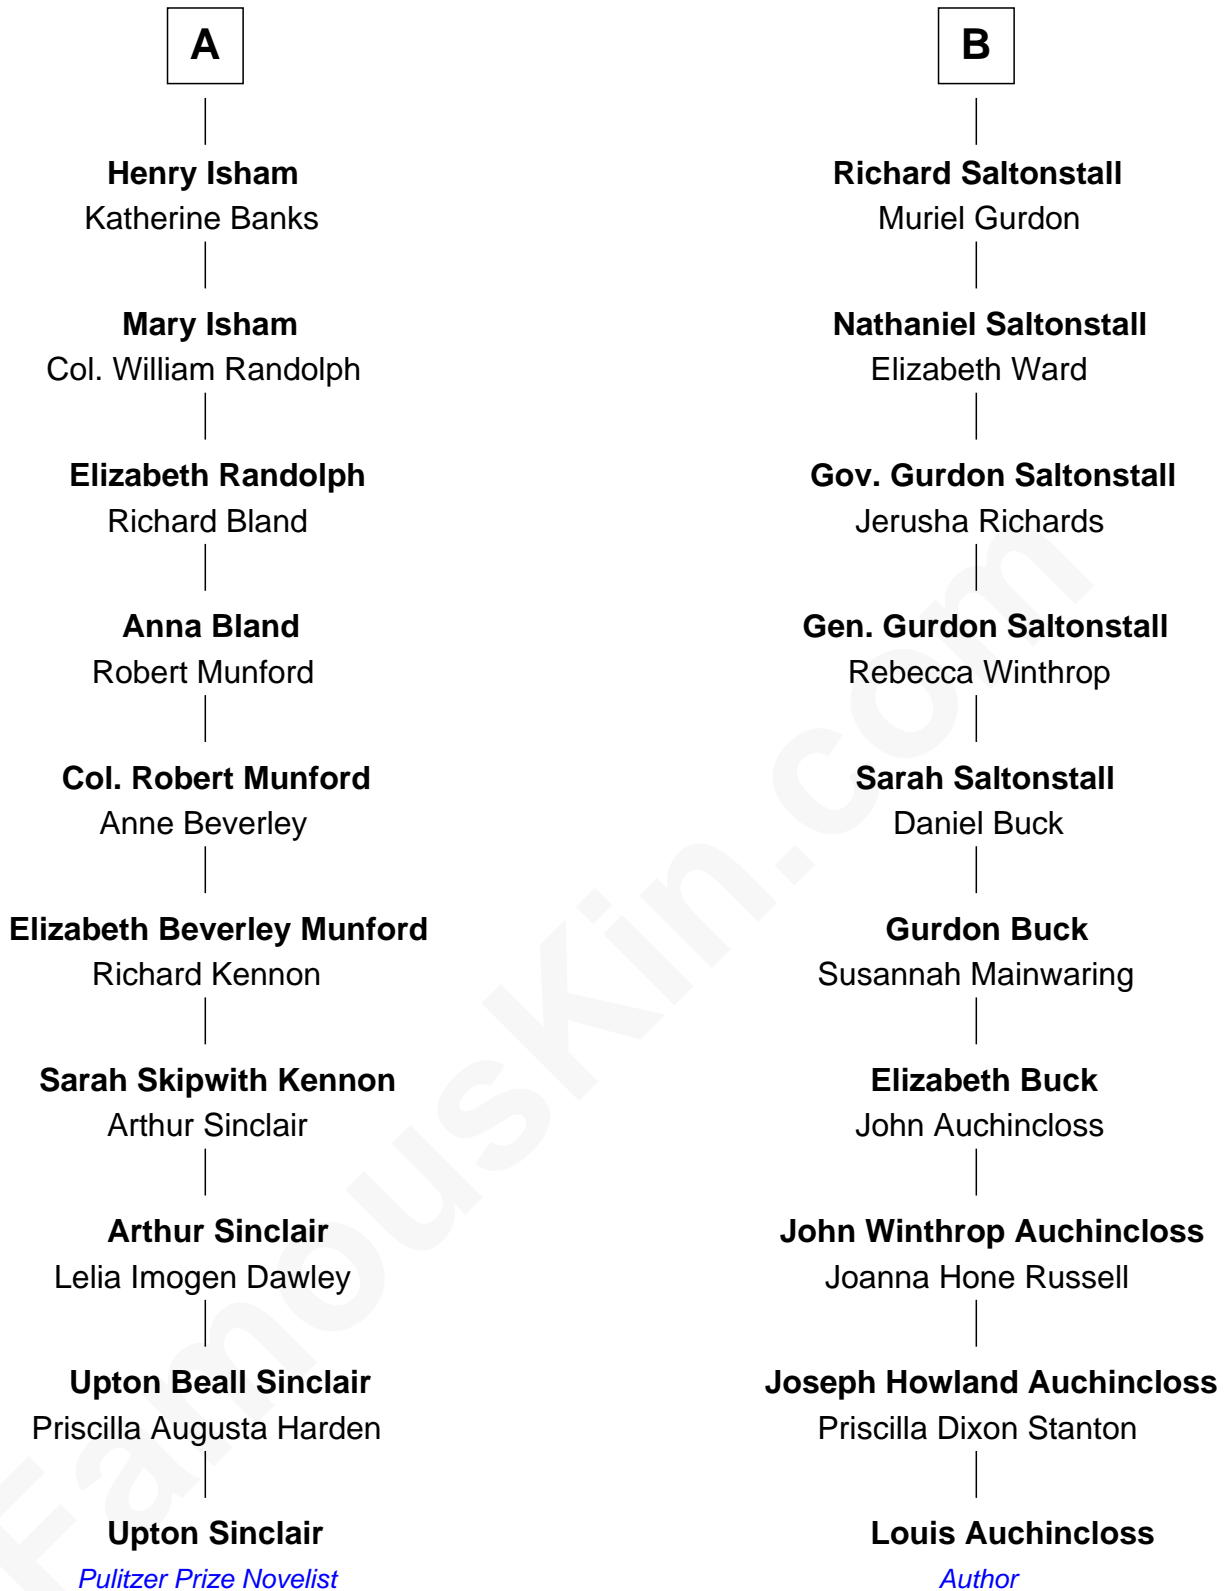 A
Henry Isham
Katherine Banks
Mary Isham
Col. William Randolph
Elizabeth Randolph
Richard Bland
Anna Bland
Robert Munford
Col. Robert Munford
Anne Beverley
Elizabeth Beverley Munford
Richard Kennon
Sarah Skipwith Kennon
Arthur Sinclair
Arthur Sinclair
Lelia Imogen Dawley
Upton Beall Sinclair
Priscilla Augusta Harden
Upton Sinclair
Pulitzer Prize Novelist
B
Richard Saltonstall
Muriel Gurdon
Nathaniel Saltonstall
Elizabeth Ward
Gov. Gurdon Saltonstall
Jerusha Richards
Gen. Gurdon Saltonstall
Rebecca Winthrop
Sarah Saltonstall
Daniel Buck
Gurdon Buck
Susannah Mainwaring
Elizabeth Buck
John Auchincloss
John Winthrop Auchincloss
Joanna Hone Russell
Joseph Howland Auchincloss
Priscilla Dixon Stanton
Louis Auchincloss
Author
FamousKin.com